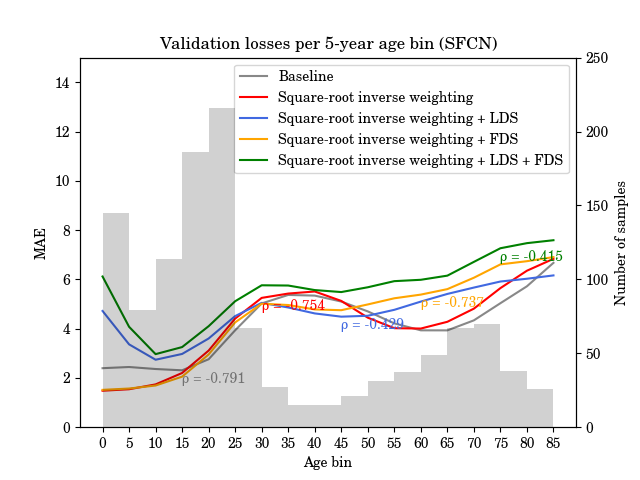 Validation losses per 5-year age bin (SFCN)
Baseline
Square-root inverse weighting
Square-root inverse weighting + LDS
Square-root inverse weighting + FDS
Square-root inverse weighting + LDS + FDS
MAE
14
12
10
8
6
4
2
0
250
200
150
100
50
0
Number of samples
ρ = -0.415
ρ = -0.737
ρ = -0.754
ρ = -0.429
ρ = -0.791
0 5 10 15 20 25 30 35 40 45 50 55 60 65 70 75 80 85
Age bin